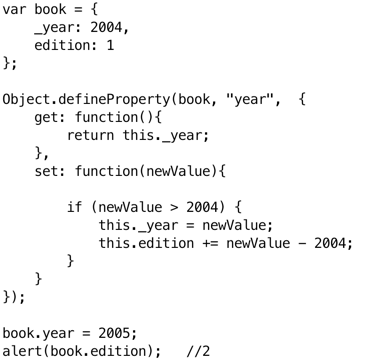 var book = {
    _year: 2004,
    edition: 1
};

Object.defineProperty(book, "year",  {
    get: function(){
        return this._year;
    },
    set: function(newValue){

        if (newValue > 2004) {
            this._year = newValue;
            this.edition += newValue - 2004;
        }
    }
});

book.year = 2005;
alert(book.edition);   //2